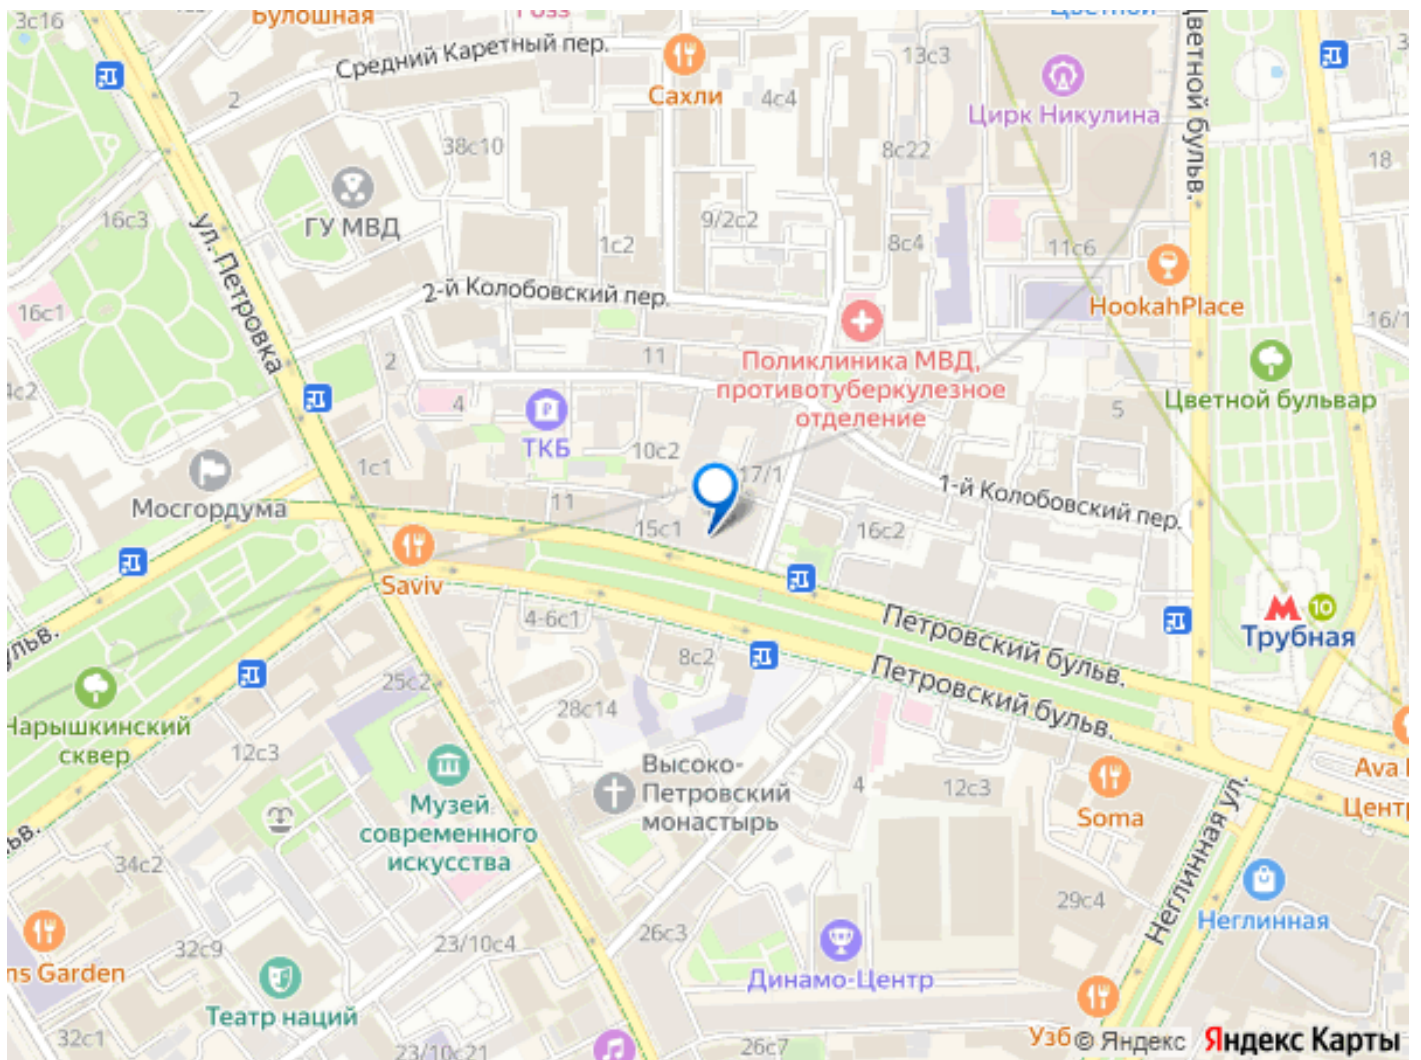 3с16
Булошная
Цветной
Средний Каретный пер.
Сахли
4с4
13с3
Цирк Никулина
Цветной бульв.
2
38с10
8с22
18
ГУ МВД
16с3
ул. Петровка
9/2с2
1с2
8с4
11с6
HookahPlace
2-й Колобовский пер.
16с1
16/1
2
11
Поликлиника МВД,
противотуберкулезное
отделение
4
ТКБ
5
Цветной бульвар
10с2
1с1
17/1
Мосгордума
11
15с1
1-й Колобовский пер.
16с2
Saviv
4-6с1
Петровский бульв.
10
Трубная
8с2
Петровский бульв.
25с2
28с14
Нарышкинский
сквер
12с3
Высоко-
Петровский
монастырь
4
12с3
Soma
Ava
Центр
Музей
современного
искусства
34с2
Неглинная ул.
29с4
Неглинная
32с9
23/10с4
26с3
ns Garden
Динамо-Центр
Театр наций
32с1
23/10с21
26с7
Узб
© Яндекс
Яндекс Карты